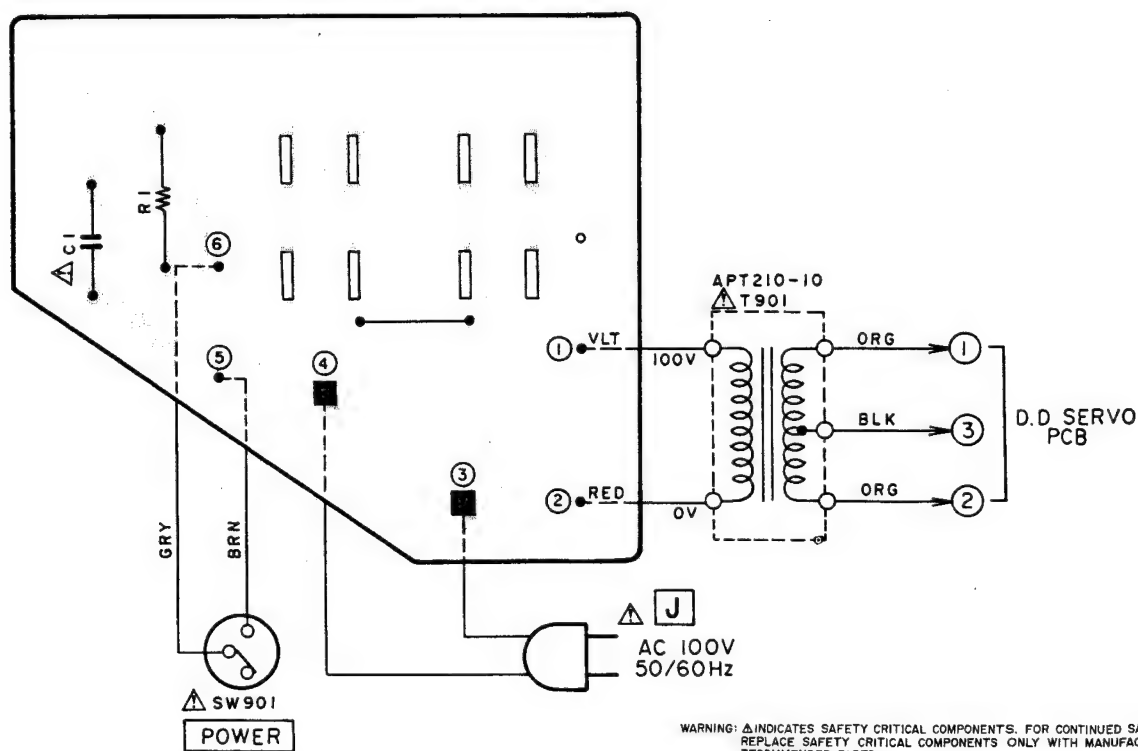 R1
C1
⑥
⑤
④
③
① VLT
② RED
100V
0V
APT210-10
T901
ORG ①
BLK ③
ORG ②
D.D SERVO
PCB
GRY
BRN
SW901
POWER
J
AC 100V
50/60Hz
WARNING: ⚠INDICATES SAFETY CRITICAL COMPONENTS. FOR CONTINUED
REPLACE SAFETY CRITICAL COMPONENTS ONLY WITH